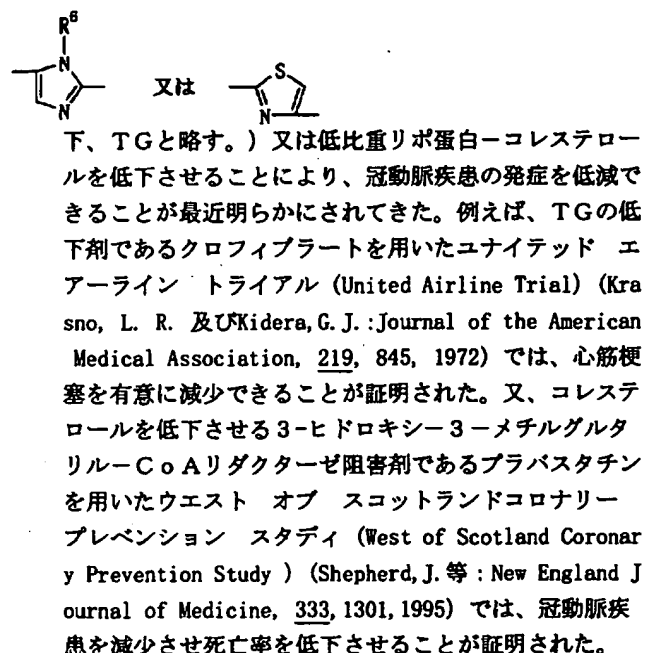 R⁶
N
N
又は
S
N
下、TGと略す。）又は低比重リポ蛋白－コレステロー
ルを低下させることにより、冠動脈疾患の発症を低減で
きることが最近明らかにされてきた。例えば、TGの低
下剤であるクロフィブラートを用いたユナイテッド　エ
アーライン　トライアル (United Airline Trial) (Kra
sno, L. R. 及びKidera,G.J.:Journal of the American
Medical Association, 219, 845, 1972) では、心筋梗
塞を有意に減少できることが証明された。又、コレステ
ロールを低下させる3-ヒドロキシー3－メチルグルタ
リルーCoAリダクターゼ阻害剤であるプラバスタチン
を用いたウエスト　オブ　スコットランドコロナリー
プレベンション　スタディ (West of Scotland Coronar
y Prevention Study ) (Shepherd,J.等 : New England J
ournal of Medicine, 333,1301,1995) では、冠動脈疾
患を減少させ死亡率を低下させることが証明された。